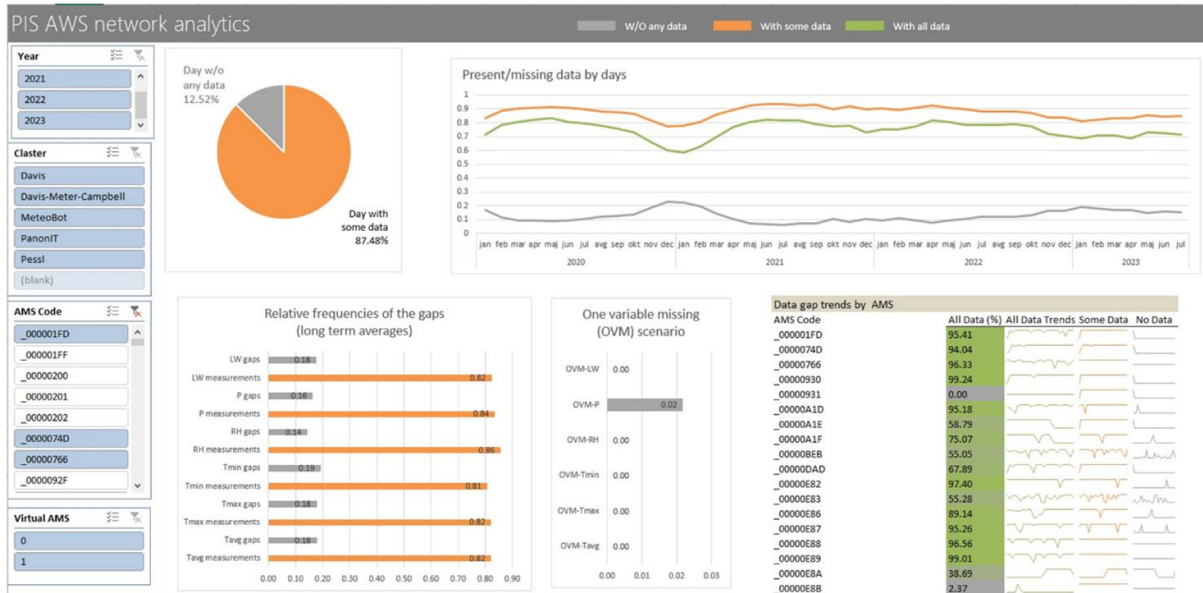 PIS AWS network analytics
W/O any data
With some data
With all data
Year
2021
2022
2023
Claster
Davis
Davis-Meter-Campbell
MeteoBot
PanonIT
Pessl
(blank)
AMS Code
_000001FD
_000001FF
_00000200
_00000201
_00000202
_0000074D
_00000766
_0000092F
Virtual AMS
0
1
Day w/o
any data
12.52%
Day with
some data
87.48%
Present/missing data by days
1
0.9
0.8
0.7
0.6
0.5
0.4
0.3
0.2
0.1
0
jan feb mar apr maj jun jul avg sep okt nov dec jan feb mar apr maj jun jul avg sep okt nov dec jan feb mar apr maj jun jul avg sep okt nov dec jan feb mar apr maj jun jul
2020 2021 2022 2023
Relative frequencies of the gaps
(long term averages)
LW gaps 0.18
LW measurements 0.82
P gaps 0.16
P measurements 0.84
RH gaps 0.14
RH measurements 0.86
Tmin gaps 0.19
Tmin measurements 0.81
Tmax gaps 0.18
Tmax measurements 0.82
Tavg gaps 0.18
Tavg measurements 0.82
0.00 0.10 0.20 0.30 0.40 0.50 0.60 0.70 0.80 0.90
One variable missing
(OVM) scenario
OVM-LW 0.00
OVM-P 0.02
OVM-RH 0.00
OVM-Tmin 0.00
OVM-Tmax 0.00
OVM-Tavg 0.00
0.00 0.01 0.02 0.03
Data gap trends by AMS
AMS Code All Data (%) All Data Trends Some Data No Data
_000001FD 95.41
_0000074D 94.04
_00000766 96.33
_00000930 99.24
_00000931 0.00
_00000A1D 95.18
_00000A1E 58.79
_00000A1F 75.07
_00000BEB 55.05
_00000DAD 67.89
_00000E82 97.40
_00000E83 55.28
_00000E86 89.14
_00000E87 95.26
_00000E88 96.56
_00000E89 99.01
_00000E8A 38.69
_00000E8B 2.37